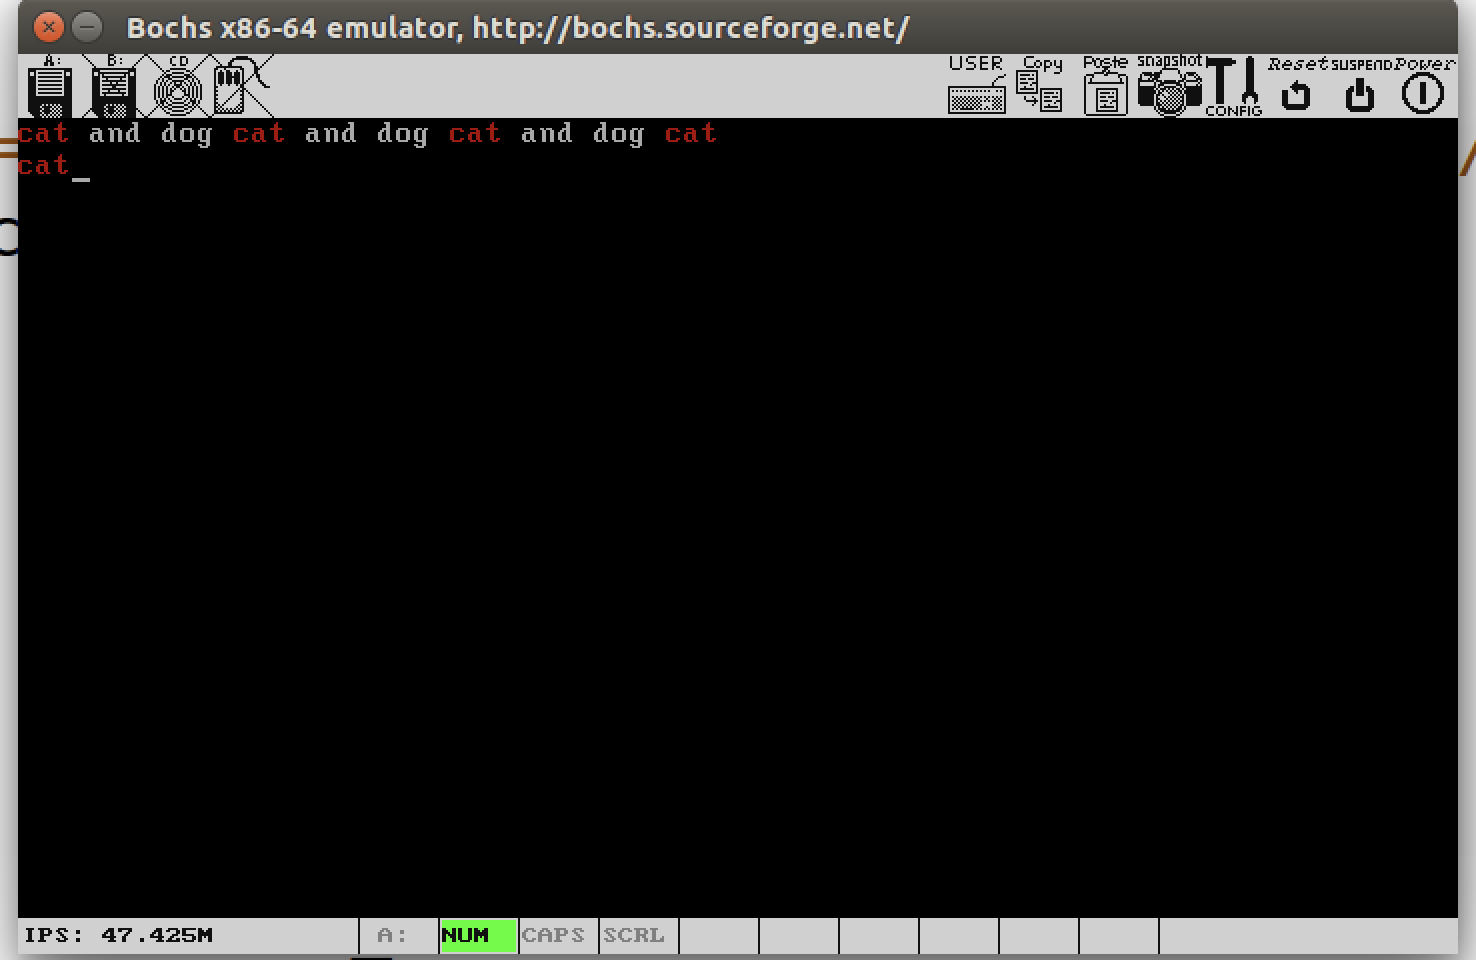 Bochs x86-64 emulator, http://bochs.sourceforge.net/
A: B: CD USER Copy Paste snapshot CONFIG Reset SUSPEND Power
cat and dog cat and dog cat and dog cat
cat_
IPS: 47.425M A: NUM CAPS SCRL